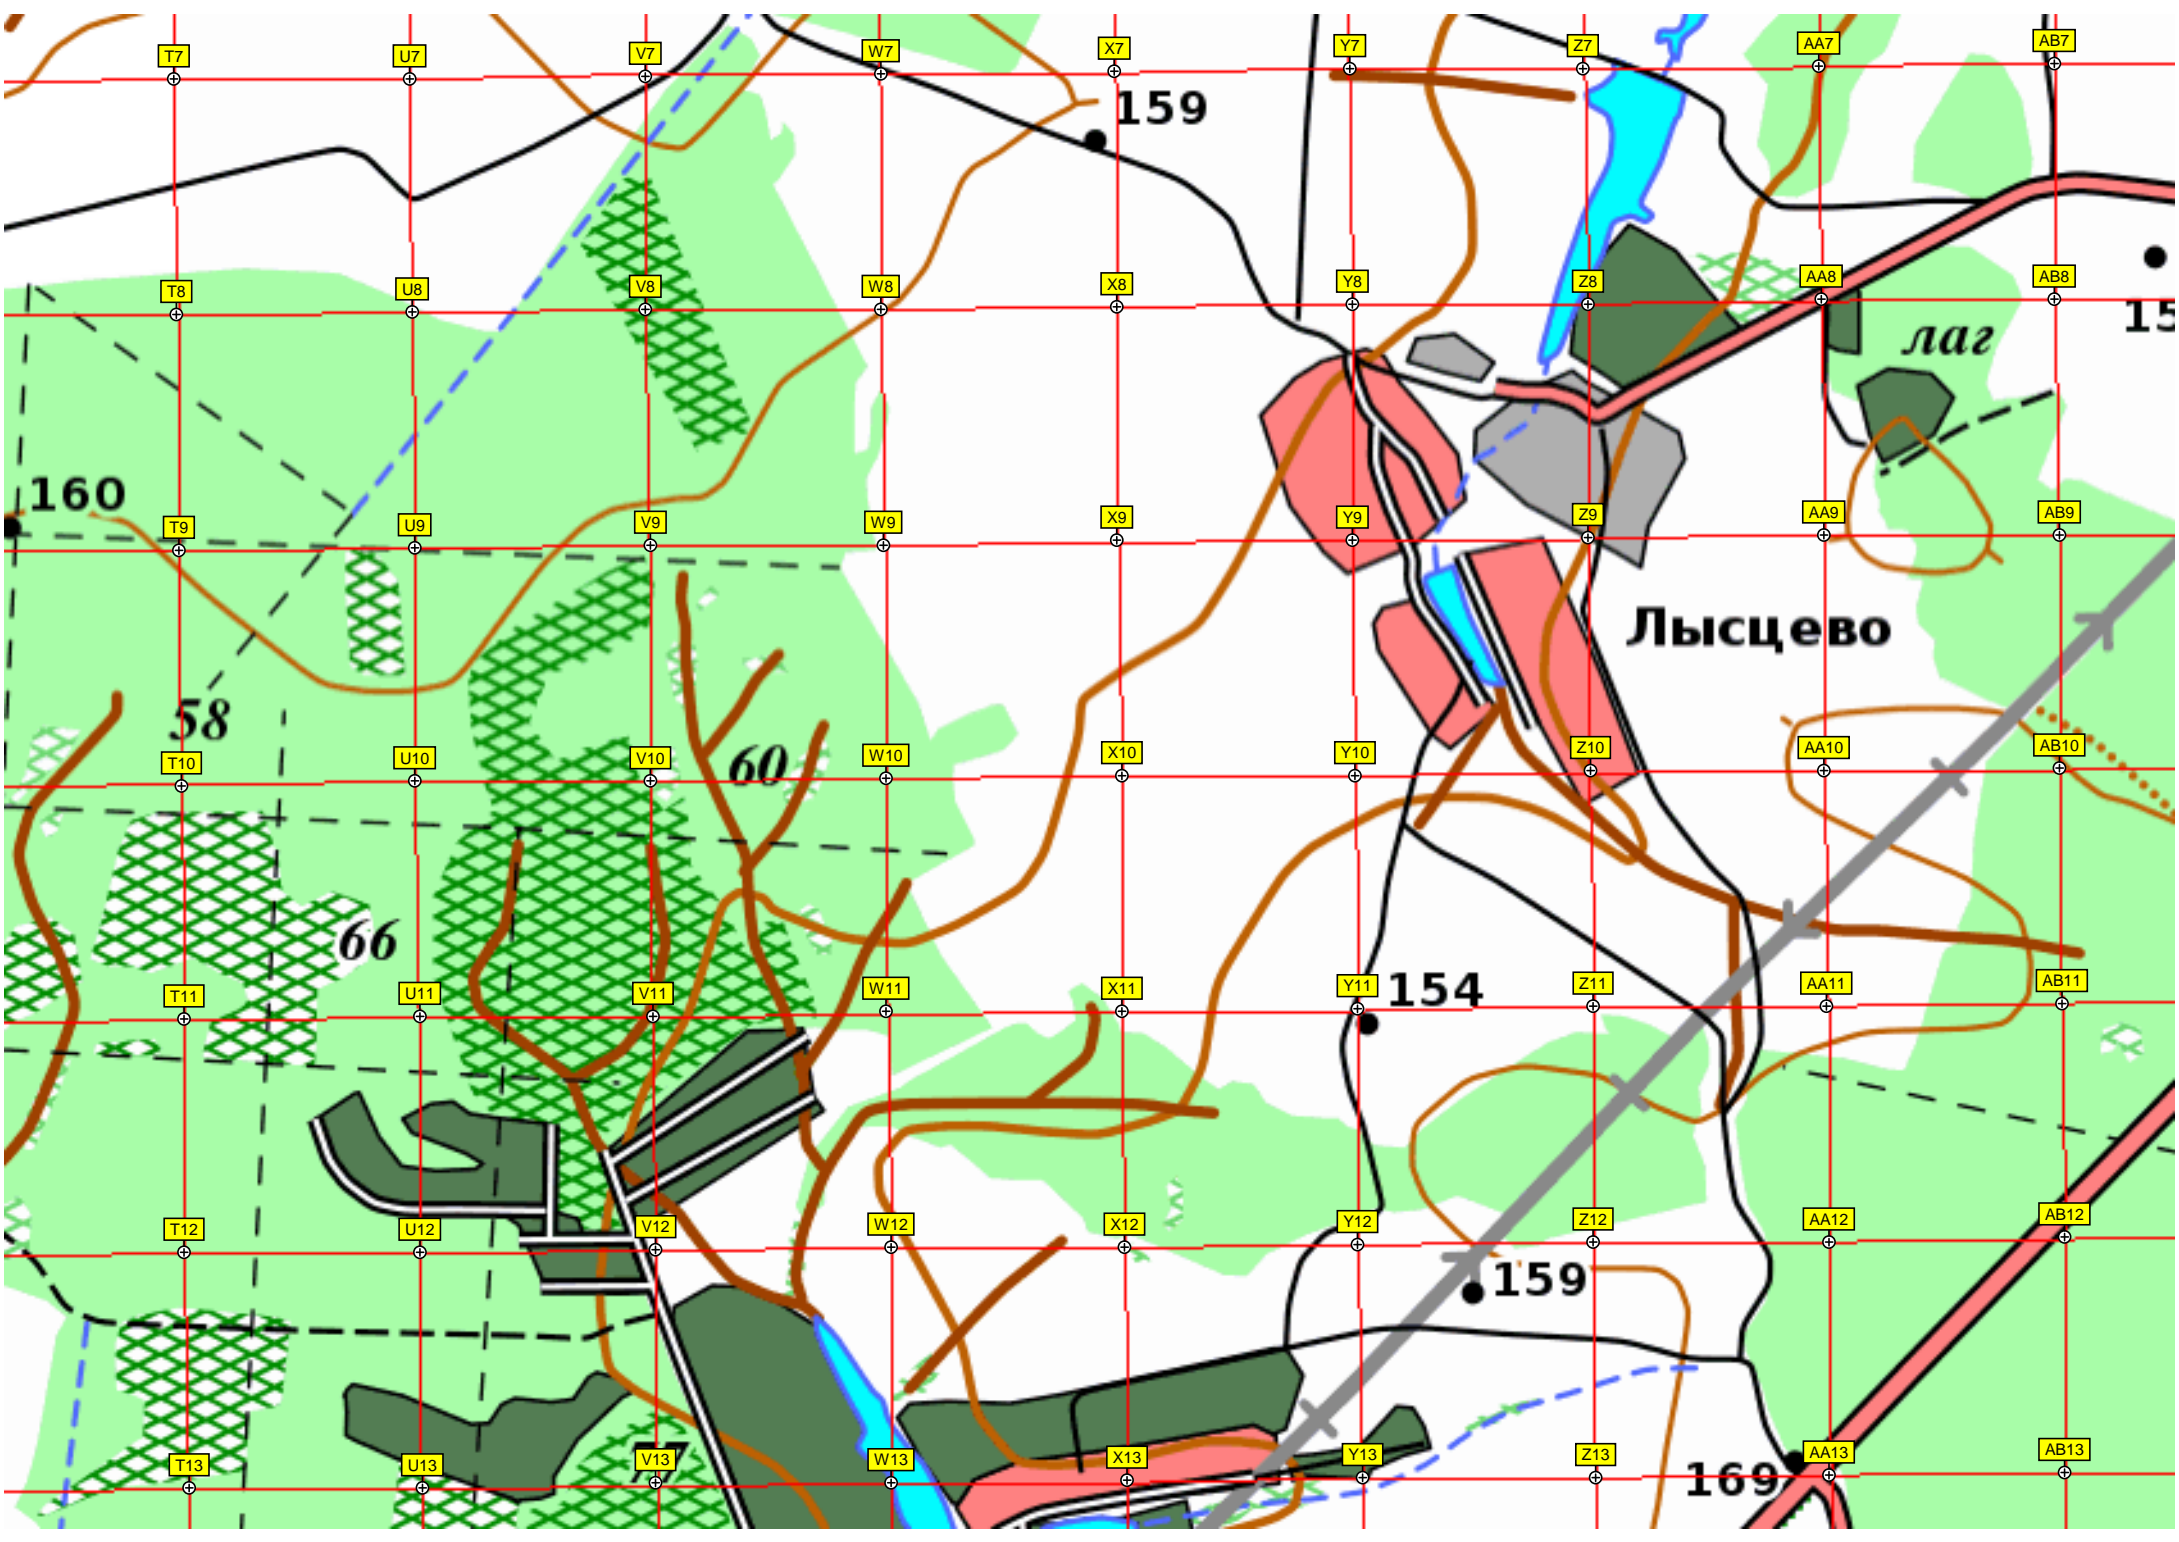 T7 U7 V7 W7 X7 Y7 Z7 AA7 AB7
159
T8 U8 V8 W8 X8 Y8 Z8 AA8 AB8
15
лаг
160
T9 U9 V9 W9 X9 Y9 Z9 AA9 AB9
Лысцево
58
60
T10 U10 V10 W10 X10 Y10 Z10 AA10 AB10
66
T11 U11 V11 W11 X11 Y11 Z11 AA11 AB11
154
T12 U12 V12 W12 X12 Y12 Z12 AA12 AB12
159
T13 U13 V13 W13 X13 Y13 Z13 AA13 AB13
169